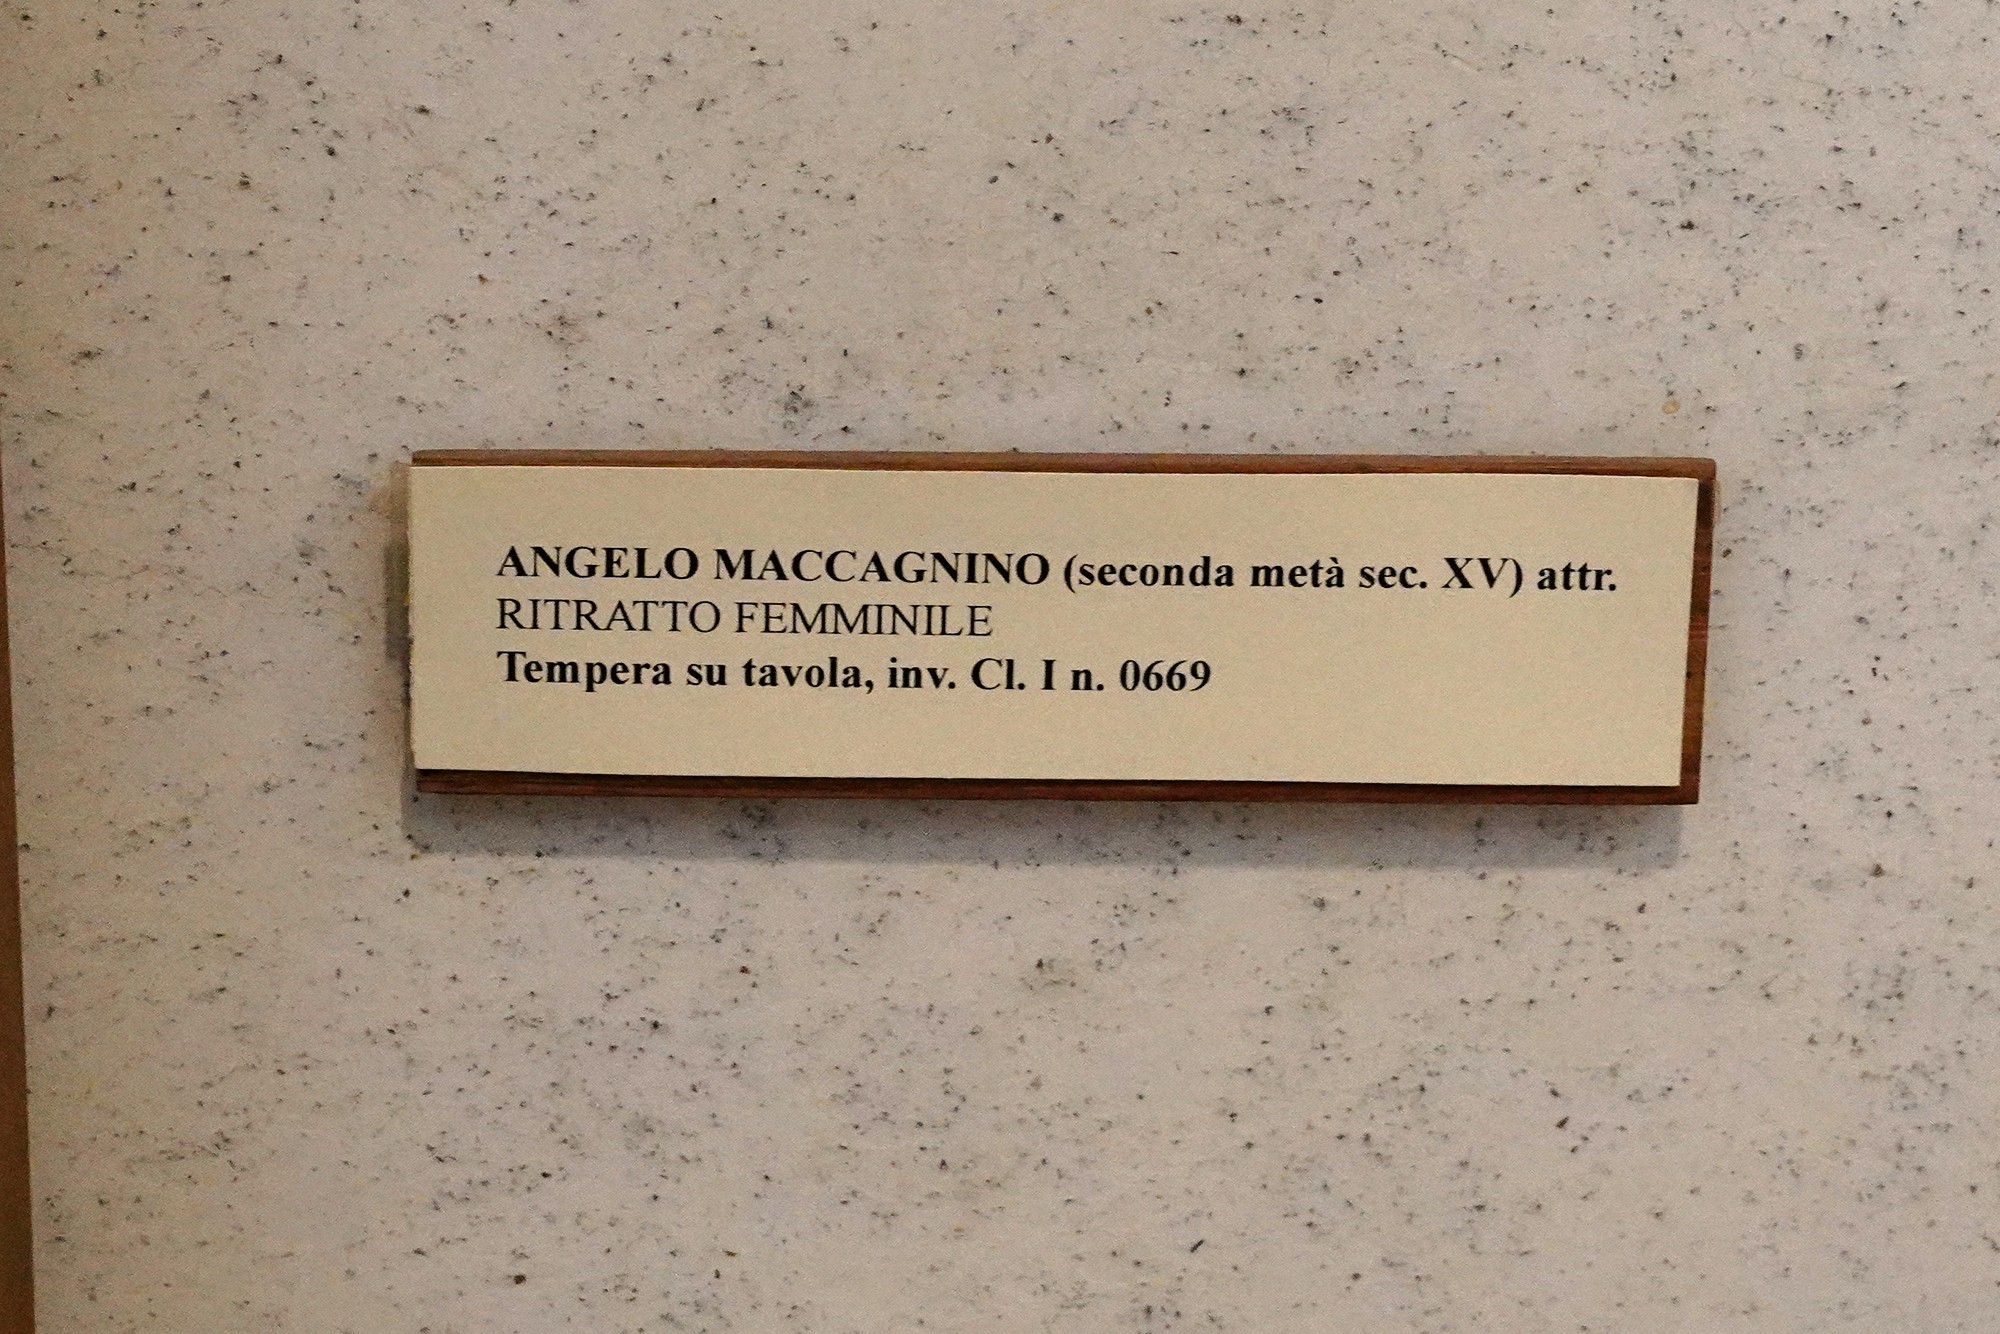 ANGELO MACCAGNINO (seconda metà sec. XV) attr.
RITRATTO FEMMINILE
Tempera su tavola, inv. Cl. I n. 0669